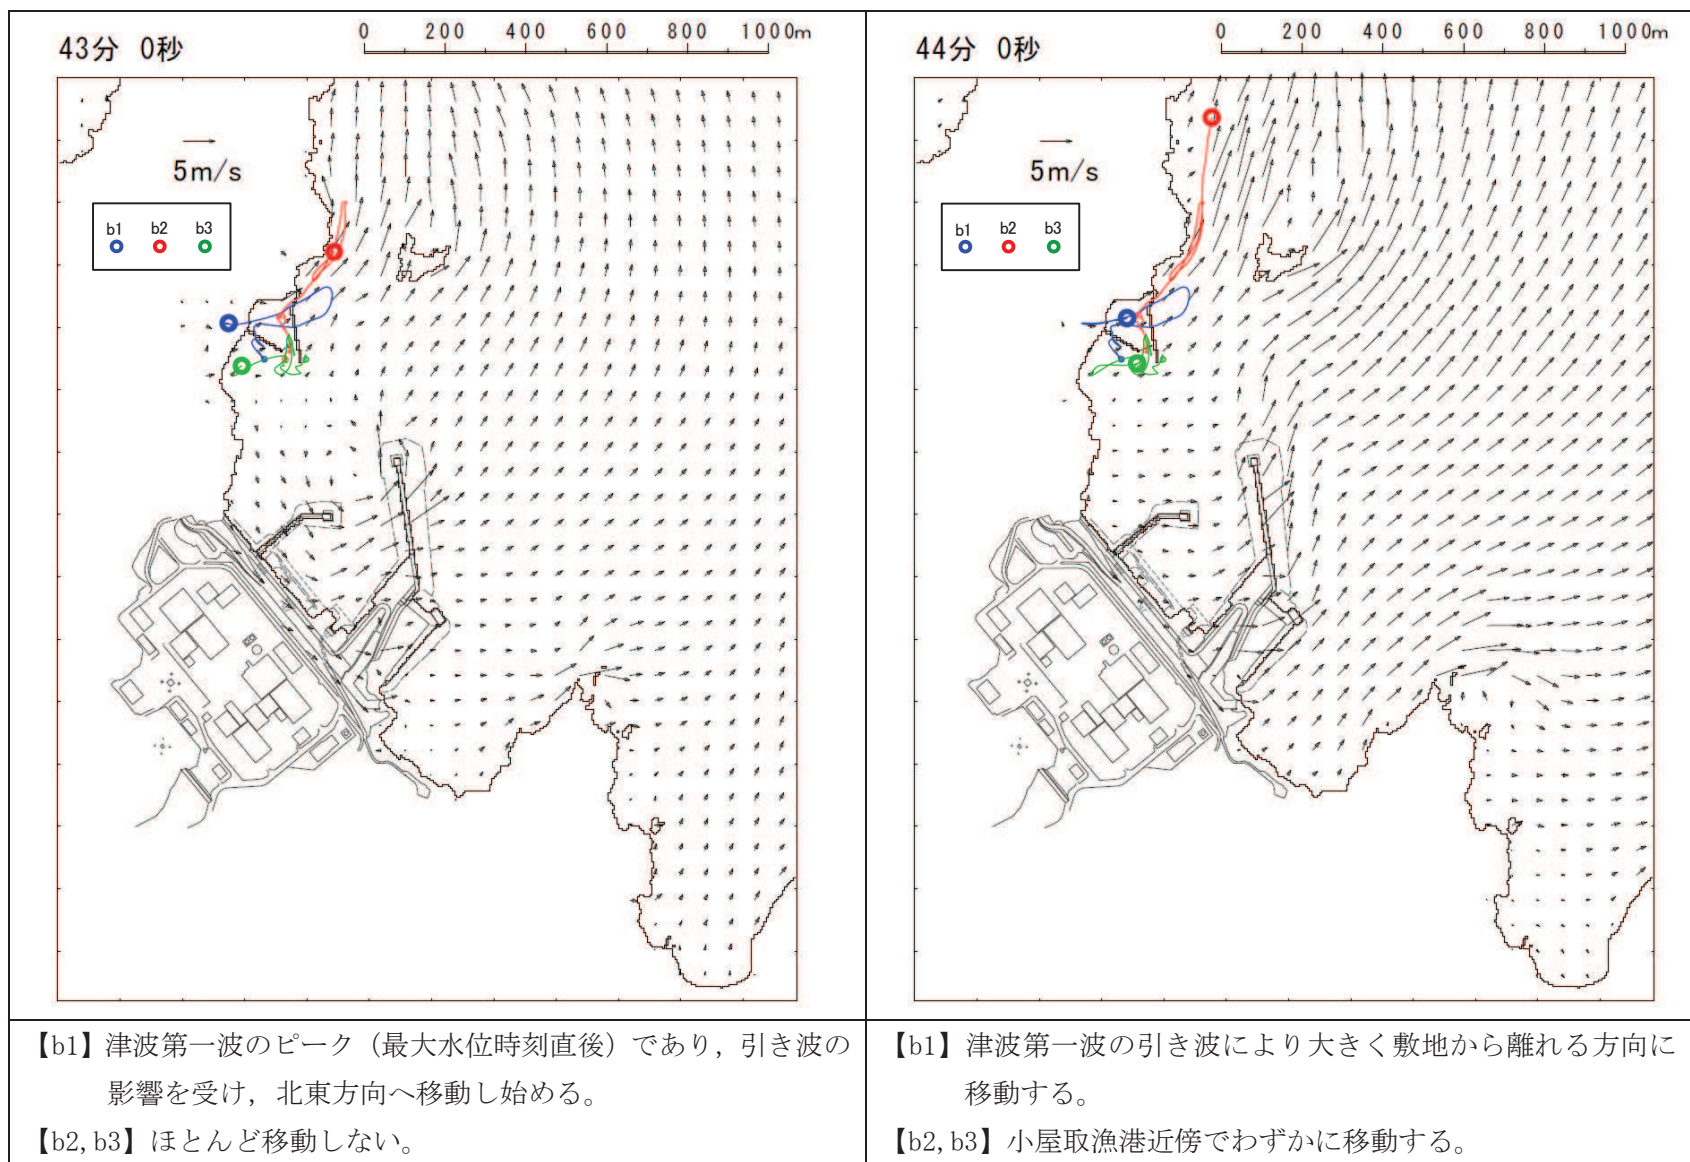 43分 0秒
0 200 400 600 800 1000m
5m/s
b1 b2 b3
【b1】津波第一波のピーク（最大水位時刻直後）であり，引き波の
影響を受け，北東方向へ移動し始める。
【b2,b3】ほとんど移動しない。
44分 0秒
0 200 400 600 800 1000m
5m/s
b1 b2 b3
【b1】津波第一波の引き波により大きく敷地から離れる方向に
移動する。
【b2,b3】小屋取漁港近傍でわずかに移動する。